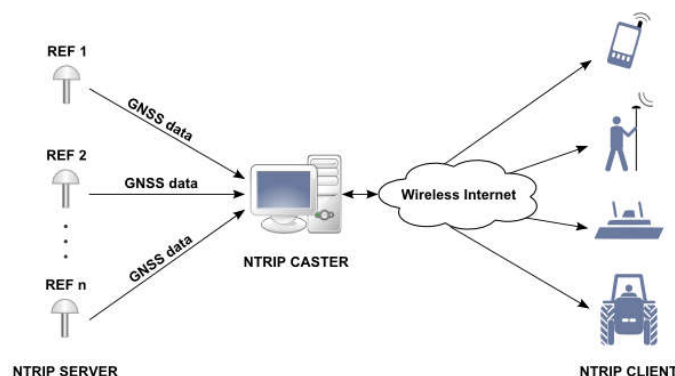 REF 1
GNSS data
REF 2
GNSS data
Wireless Internet
GNSS data
NTRIP CASTER
REF n
NTRIP SERVER
NTRIP CLIENT